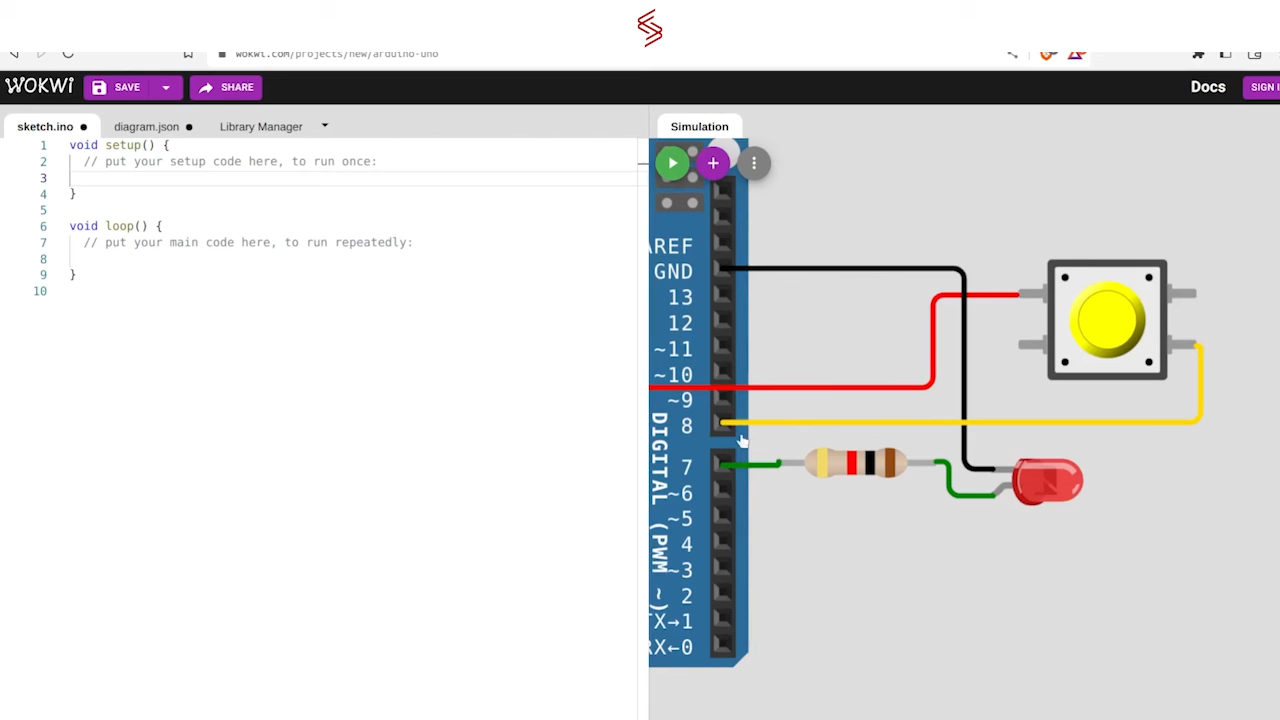 wokwi.com/projects/new/arduino-uno
WOKWI SAVE SHARE Docs SIGN I
sketch.ino diagram.json Library Manager
1 void setup() {
2 // put your setup code here, to run once:
3
4 }
5
6 void loop() {
7 // put your main code here, to run repeatedly:
8
9 }
10
Simulation
AREF
GND
13
12
~11
~10
~9
8
7
~6
~5
4
~3
2
TX→1
RX←0
DIGITAL (PWM ~)